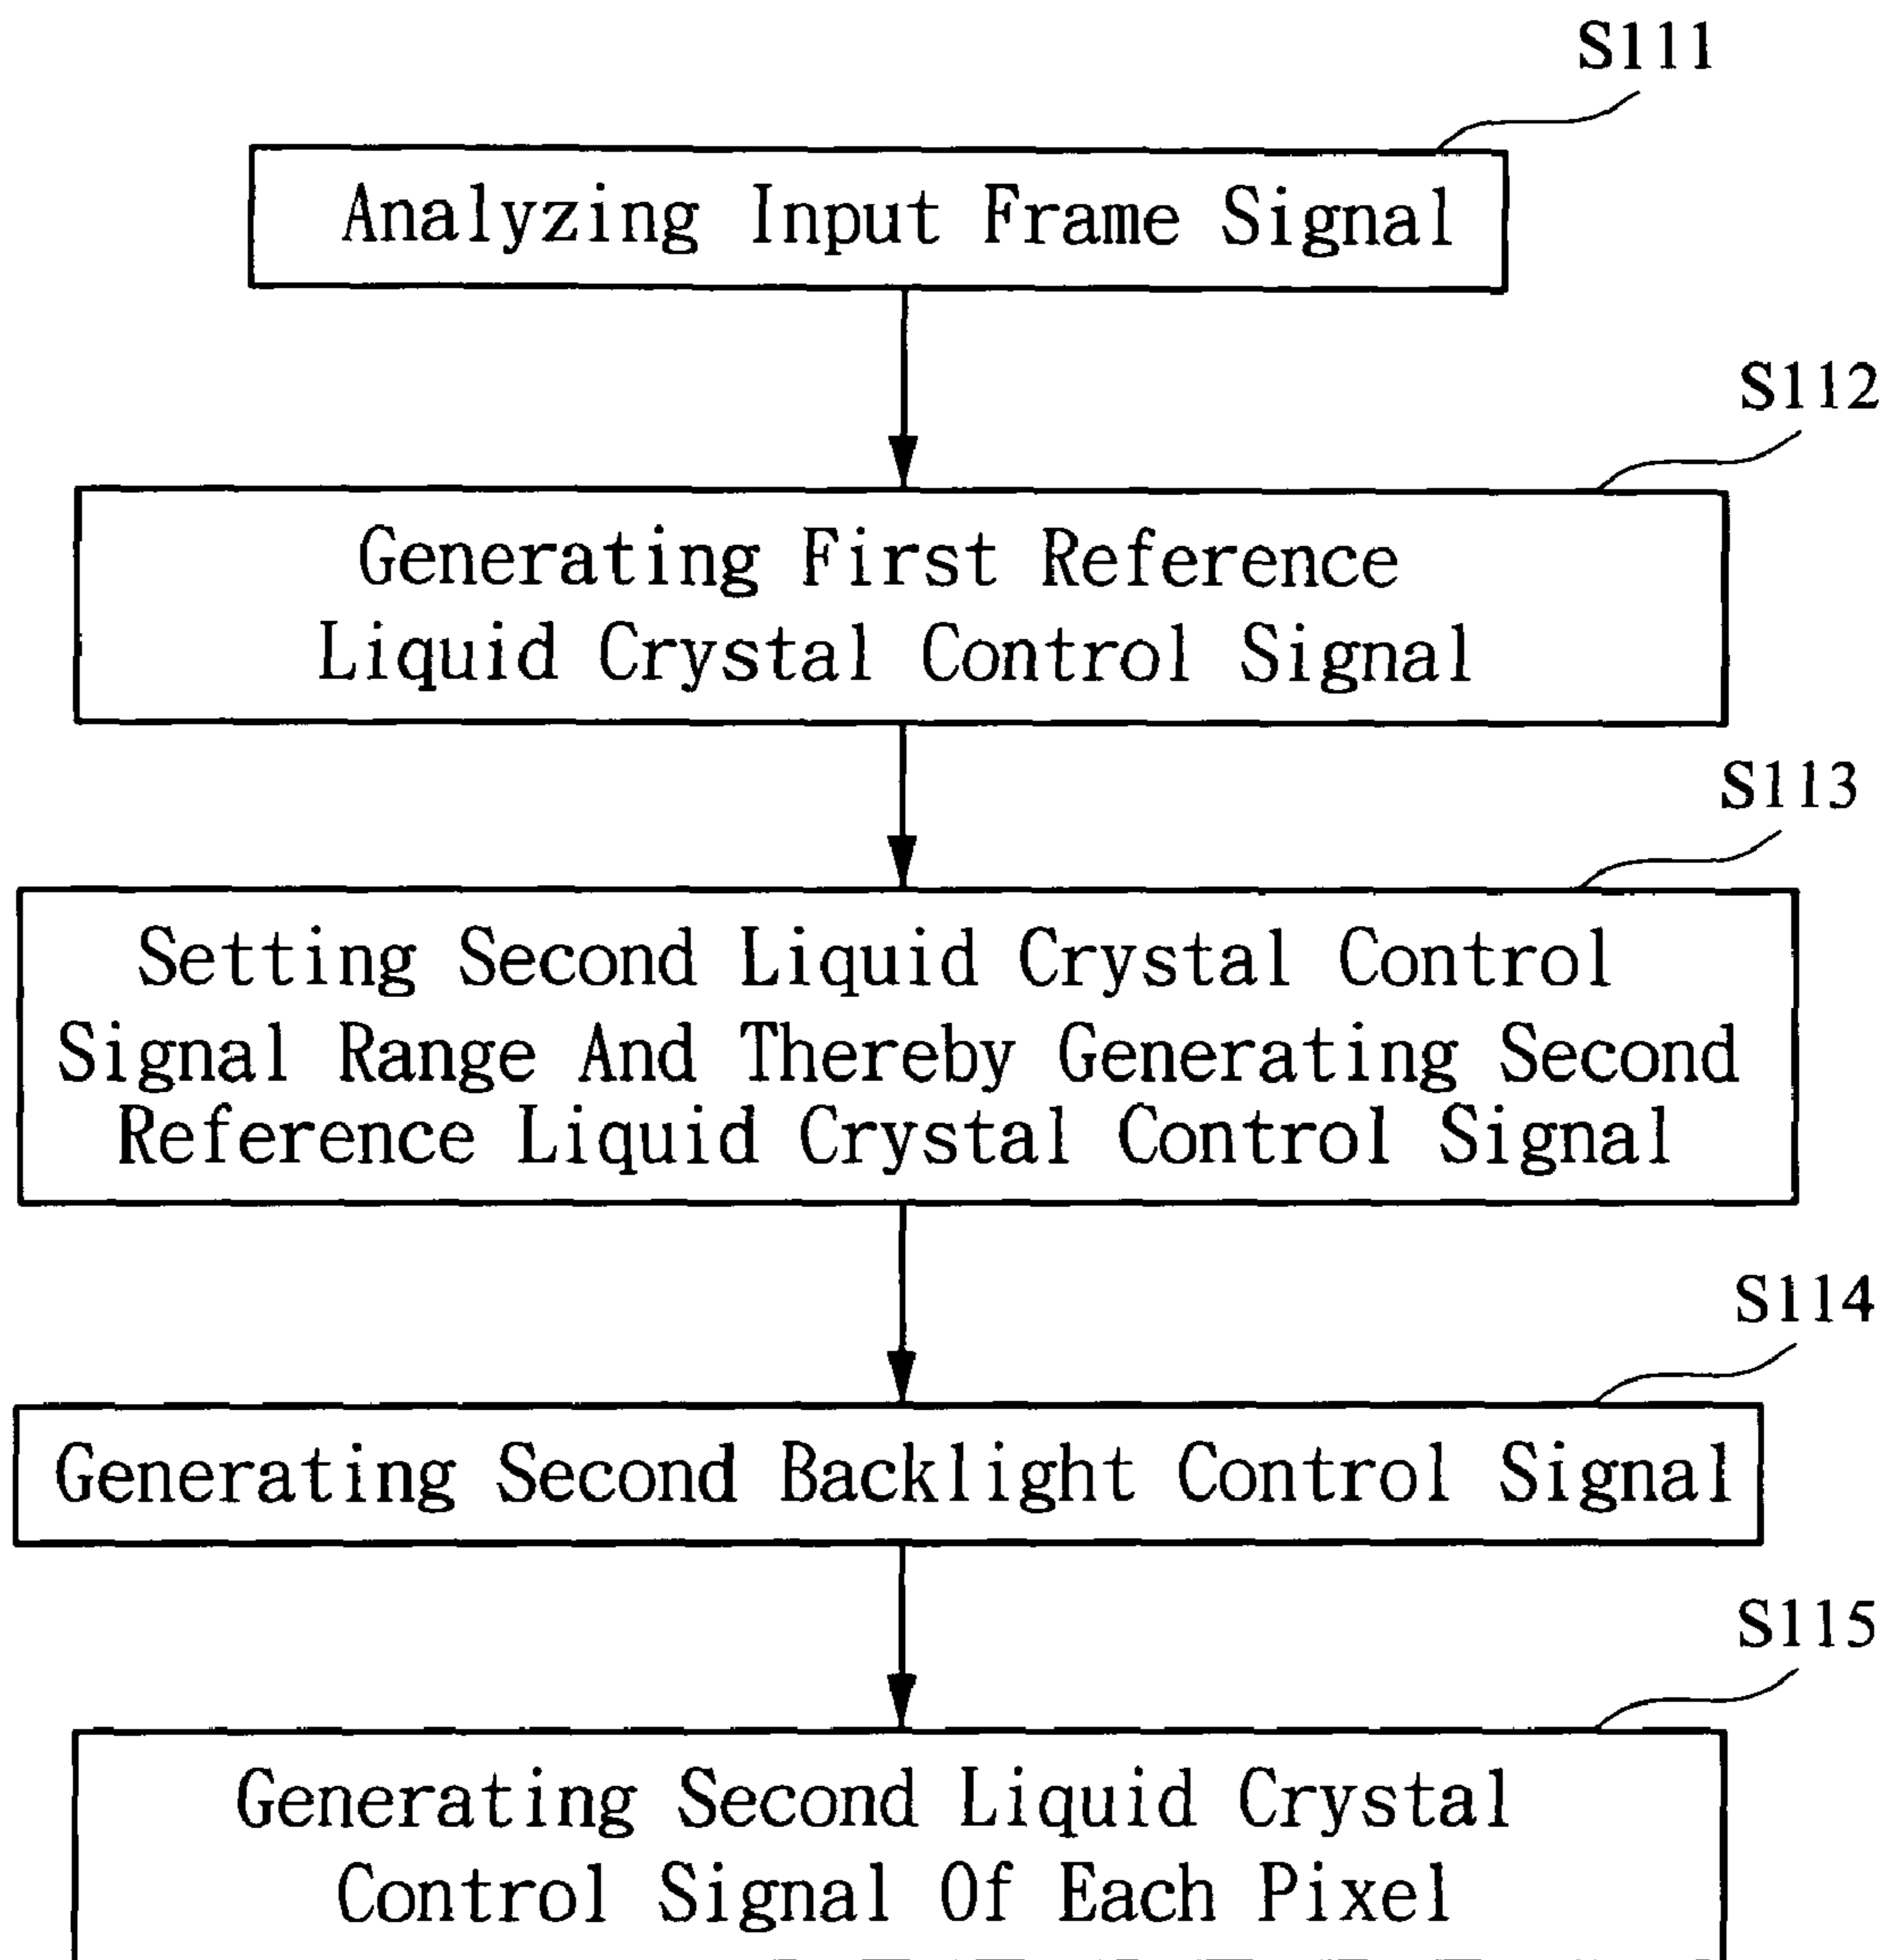 S111
Analyzing Input Frame Signal
S112
Generating First Reference
Liquid Crystal Control Signal
S113
Setting Second Liquid Crystal Control
Signal Range And Thereby Generating Second
Reference Liquid Crystal Control Signal
S114
Generating Second Backlight Control Signal
S115
Generating Second Liquid Crystal
Control Signal Of Each Pixel